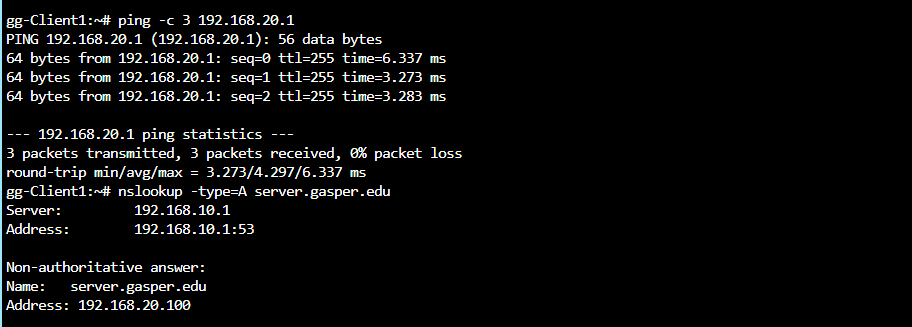 gg-Client1:~# ping -c 3 192.168.20.1
PING 192.168.20.1 (192.168.20.1): 56 data bytes
64 bytes from 192.168.20.1: seq=0 ttl=255 time=6.337 ms
64 bytes from 192.168.20.1: seq=1 ttl=255 time=3.273 ms
64 bytes from 192.168.20.1: seq=2 ttl=255 time=3.283 ms

--- 192.168.20.1 ping statistics ---
3 packets transmitted, 3 packets received, 0% packet loss
round-trip min/avg/max = 3.273/4.297/6.337 ms
gg-Client1:~# nslookup -type=A server.gasper.edu
Server:         192.168.10.1
Address:        192.168.10.1:53

Non-authoritative answer:
Name:   server.gasper.edu
Address: 192.168.20.100